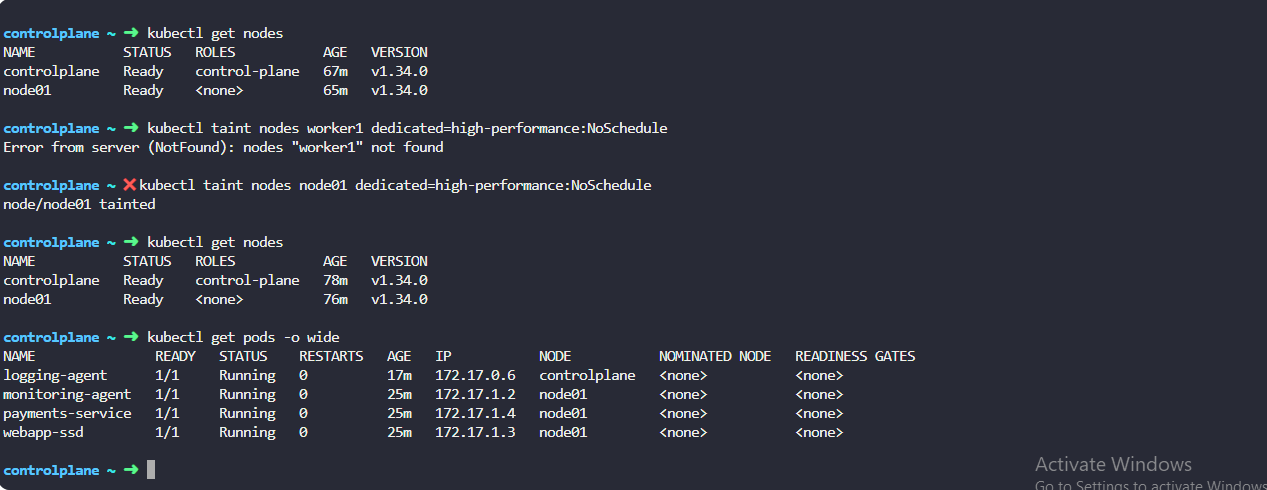 controlplane ~ ➜ kubectl get nodes
NAME STATUS ROLES AGE VERSION
controlplane Ready control-plane 67m v1.34.0
node01 Ready <none> 65m v1.34.0
controlplane ~ ➜ kubectl taint nodes worker1 dedicated=high-performance:NoSchedule
Error from server (NotFound): nodes "worker1" not found
controlplane ~ ✖kubectl taint nodes node01 dedicated=high-performance:NoSchedule
node/node01 tainted
controlplane ~ ➜ kubectl get nodes
NAME STATUS ROLES AGE VERSION
controlplane Ready control-plane 78m v1.34.0
node01 Ready <none> 76m v1.34.0
controlplane ~ ➜ kubectl get pods -o wide
NAME READY STATUS RESTARTS AGE IP NODE NOMINATED NODE READINESS GATES
logging-agent 1/1 Running 0 17m 172.17.0.6 controlplane <none> <none>
monitoring-agent 1/1 Running 0 25m 172.17.1.2 node01 <none> <none>
payments-service 1/1 Running 0 25m 172.17.1.4 node01 <none> <none>
webapp-ssd 1/1 Running 0 25m 172.17.1.3 node01 <none> <none>
controlplane ~ ➜
Activate Windows
Go to Settings to activate Windows